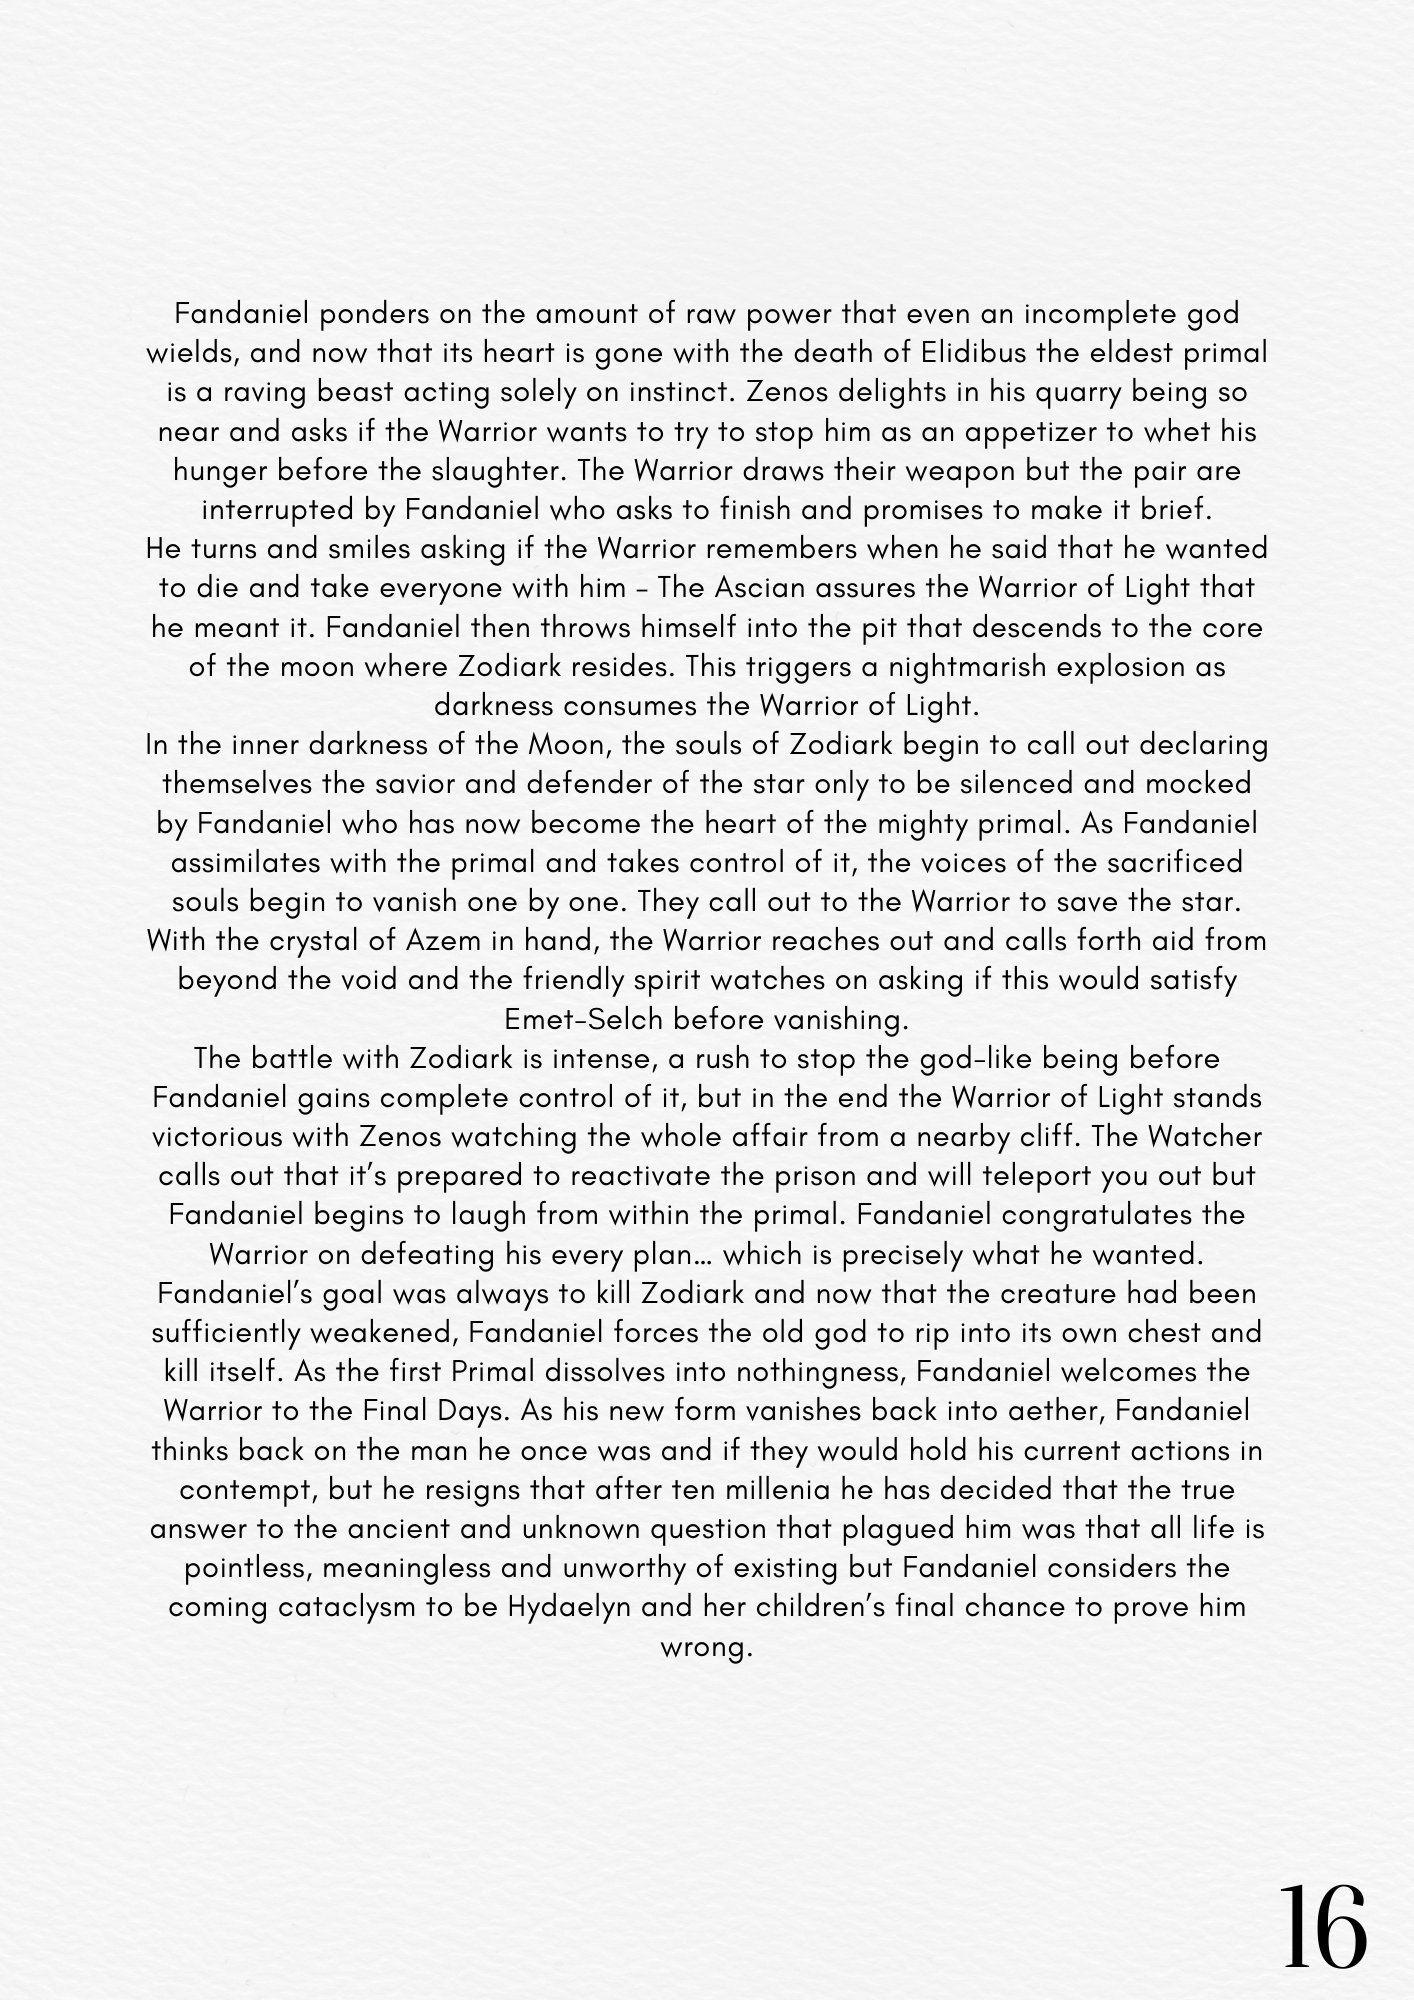 Fandaniel ponders on the amount of raw power that even an incomplete god
wields, and now that its heart is gone with the death of Elidibus the eldest primal
is a raving beast acting solely on instinct. Zenos delights in his quarry being so
near and asks if the Warrior wants to try to stop him as an appetizer to whet his
hunger before the slaughter. The Warrior draws their weapon but the pair are
interrupted by Fandaniel who asks to finish and promises to make it brief.
He turns and smiles asking if the Warrior remembers when he said that he wanted
to die and take everyone with him – The Ascian assures the Warrior of Light that
he meant it. Fandaniel then throws himself into the pit that descends to the core
of the moon where Zodiark resides. This triggers a nightmarish explosion as
darkness consumes the Warrior of Light.
In the inner darkness of the Moon, the souls of Zodiark begin to call out declaring
themselves the savior and defender of the star only to be silenced and mocked
by Fandaniel who has now become the heart of the mighty primal. As Fandaniel
assimilates with the primal and takes control of it, the voices of the sacrificed
souls begin to vanish one by one. They call out to the Warrior to save the star.
With the crystal of Azem in hand, the Warrior reaches out and calls forth aid from
beyond the void and the friendly spirit watches on asking if this would satisfy
Emet-Selch before vanishing.
The battle with Zodiark is intense, a rush to stop the god-like being before
Fandaniel gains complete control of it, but in the end the Warrior of Light stands
victorious with Zenos watching the whole affair from a nearby cliff. The Watcher
calls out that it’s prepared to reactivate the prison and will teleport you out but
Fandaniel begins to laugh from within the primal. Fandaniel congratulates the
Warrior on defeating his every plan... which is precisely what he wanted.
Fandaniel’s goal was always to kill Zodiark and now that the creature had been
sufficiently weakened, Fandaniel forces the old god to rip into its own chest and
kill itself. As the first Primal dissolves into nothingness, Fandaniel welcomes the
Warrior to the Final Days. As his new form vanishes back into aether, Fandaniel
thinks back on the man he once was and if they would hold his current actions in
contempt, but he resigns that after ten millenia he has decided that the true
answer to the ancient and unknown question that plagued him was that all life is
pointless, meaningless and unworthy of existing but Fandaniel considers the
coming cataclysm to be Hydaelyn and her children’s final chance to prove him
wrong.
16